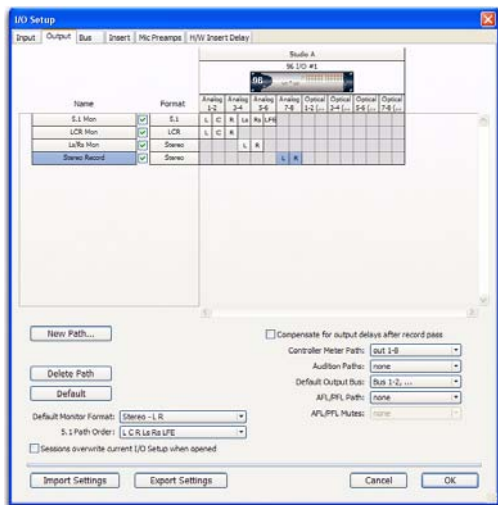 I/O Setup
Input Output Bus Insert Mic Preamps H/W Insert Delay
Studio A
96 I/O #1
96
Name Format Analog 1-2 Analog 3-4 Analog 5-6 Analog 7-8 Optical 1-2 (... Optical 3-4 (... Optical 5-6 (... Optical 7-8 (...
5.1 Mon 5.1 L C R Ls Rs LFE
LCR Mon LCR L C R
Ls/Rs Mon Stereo L R
Stereo Record Stereo L R
New Path...
Compensate for output delays after record pass
Controller Meter Path: out 1-8
Delete Path
Audition Paths: none
Default
Default Output Bus: Bus 1-2, ...
AFL/PFL Path: none
Default Monitor Format: Stereo - L R
AFL/PFL Mutes: none
5.1 Path Order: L C R Ls Rs LFE
Sessions overwrite current I/O Setup when opened
Import Settings Export Settings Cancel OK